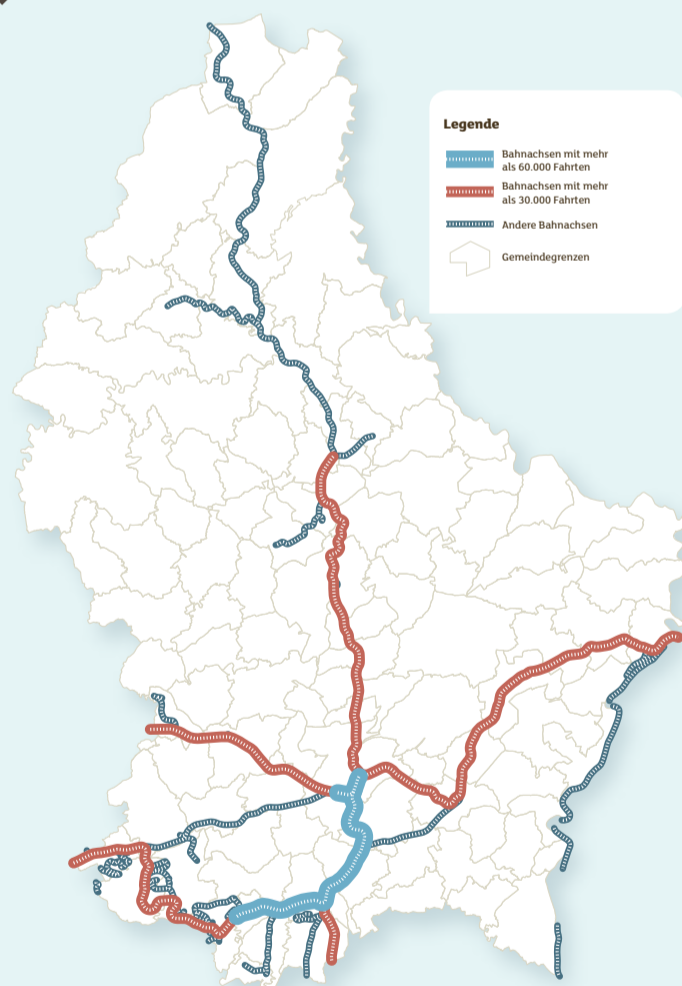 Legende
Bahnachsen mit mehr
als 60.000 Fahrten
Bahnachsen mit mehr
als 30.000 Fahrten
Andere Bahnachsen
Gemeindegrenzen